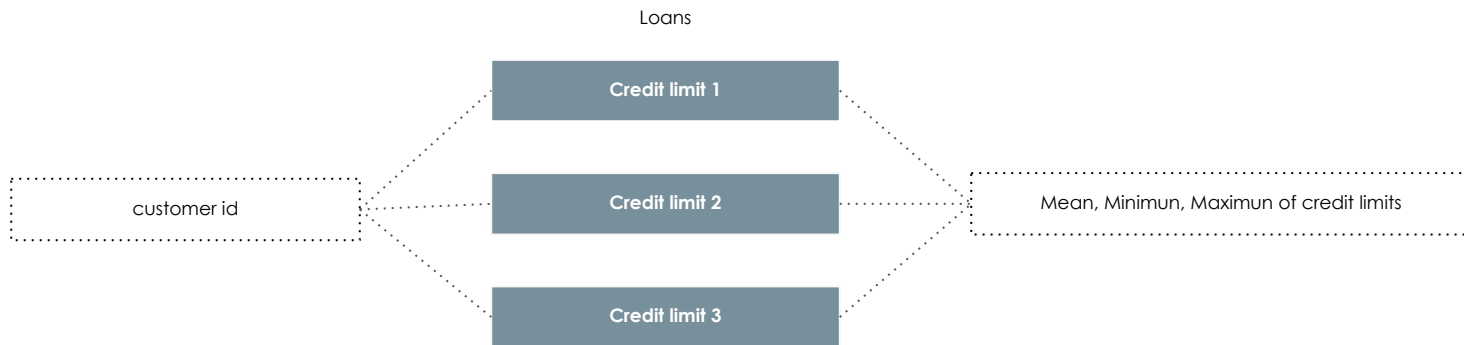 Loans
Credit limit 1
customer id
Credit limit 2
Mean, Minimun, Maximun of credit limits
Credit limit 3